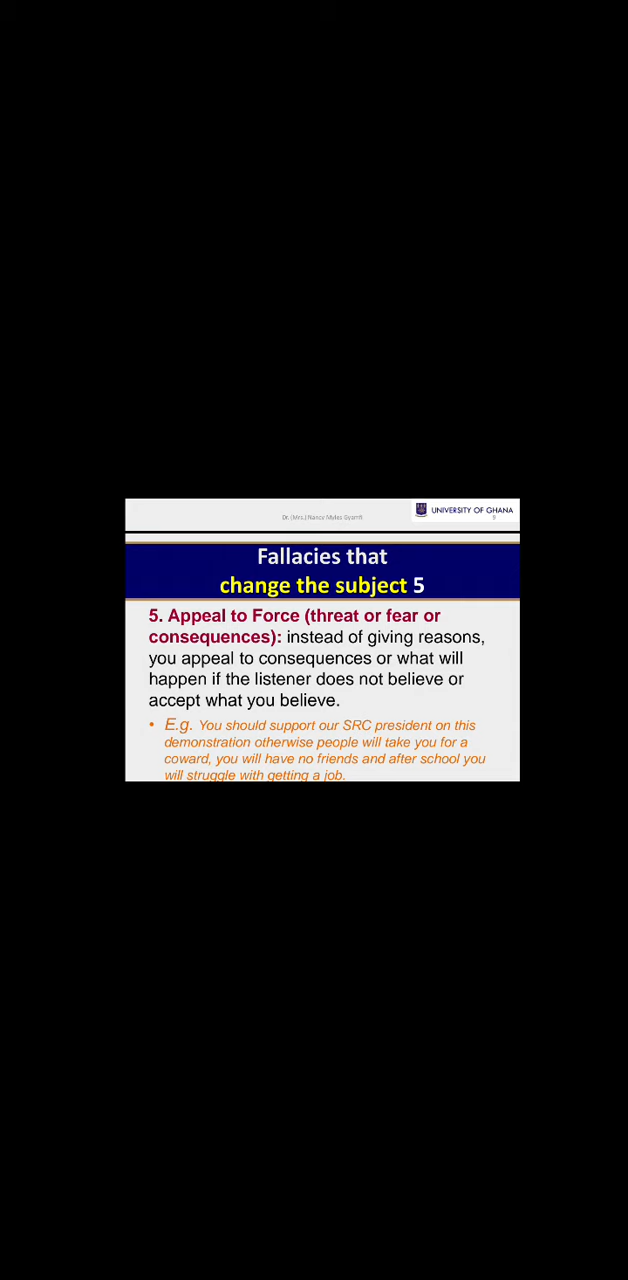 UNIVERSITY OF GHANA
Dr. (Mrs.) Nancy Myles Gyamfi
9
Fallacies that
change the subject 5
5. Appeal to Force (threat or fear or
consequences): instead of giving reasons,
you appeal to consequences or what will
happen if the listener does not believe or
accept what you believe.
• E.g. You should support our SRC president on this
demonstration otherwise people will take you for a
coward, you will have no friends and after school you
will struggle with getting a job.